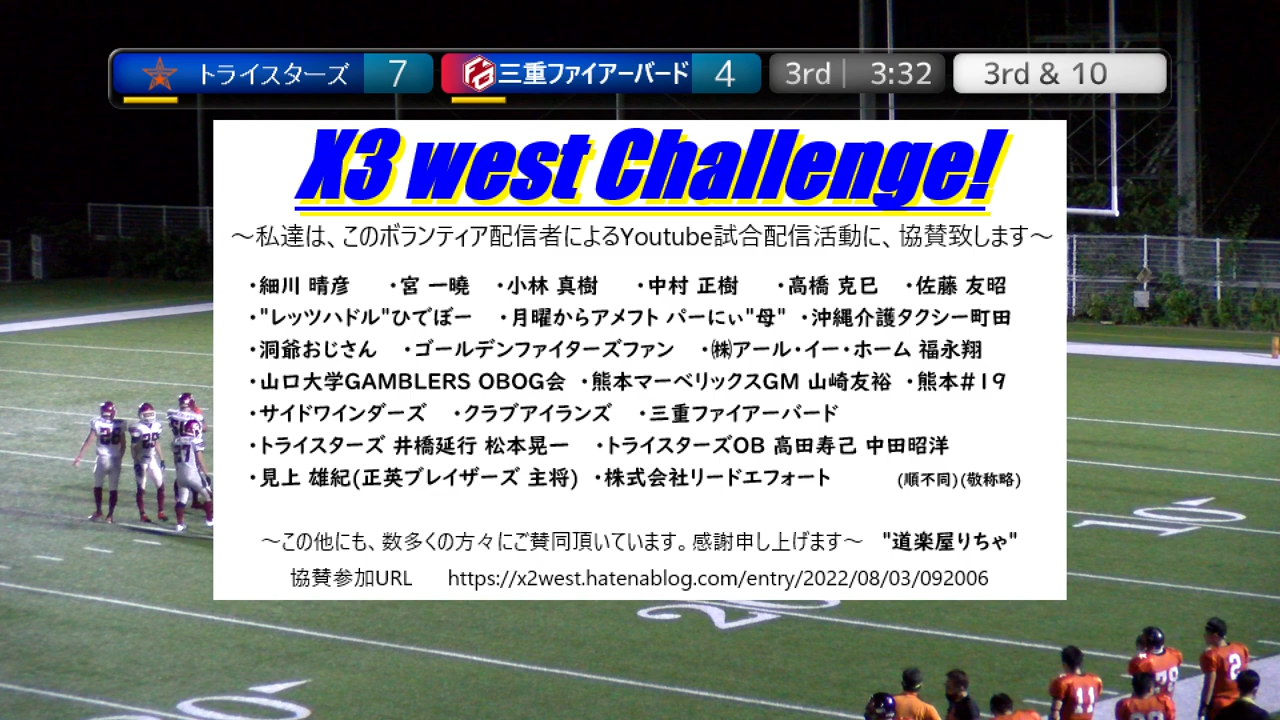 トライスターズ 7 三重ファイアーバード 4 3rd 3:32 3rd & 10
X3 west Challenge!
～私達は、このボランティア配信者によるYoutube試合配信活動に、協賛致します～
・細川 晴彦 ・宮 一曉 ・小林 真樹 ・中村 正樹 ・高橋 克巳 ・佐藤 友昭
・"レッツハドル"ひでぼー ・月曜からアメフト パーにぃ"母" ・沖縄介護タクシー町田
・洞爺おじさん ・ゴールデンファイターズファン ・㈱アール・イー・ホーム 福永翔
・山口大学GAMBLERS OBOG会 ・熊本マーベリックスGM 山崎友裕 ・熊本#19
・サイドワインダーズ ・クラブアイランズ ・三重ファイアーバード
・トライスターズ 井橋延行 松本晃一 ・トライスターズOB 高田寿己 中田昭洋
・見上 雄紀(正英ブレイザーズ 主将) ・株式会社リードエフォート (順不同)(敬称略)
～この他にも、数多くの方々にご賛同頂いています。感謝申し上げます～ "道楽屋りちゃ"
協賛参加URL https://x2west.hatenablog.com/entry/2022/08/03/092006
26
27
10
20
11
78
2